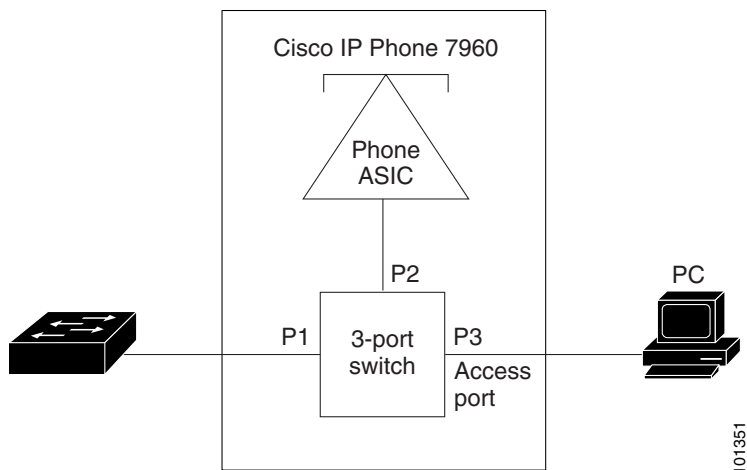 Cisco IP Phone 7960
Phone
ASIC
P2
PC
P1
3-port
switch
P3
Access
port
101351